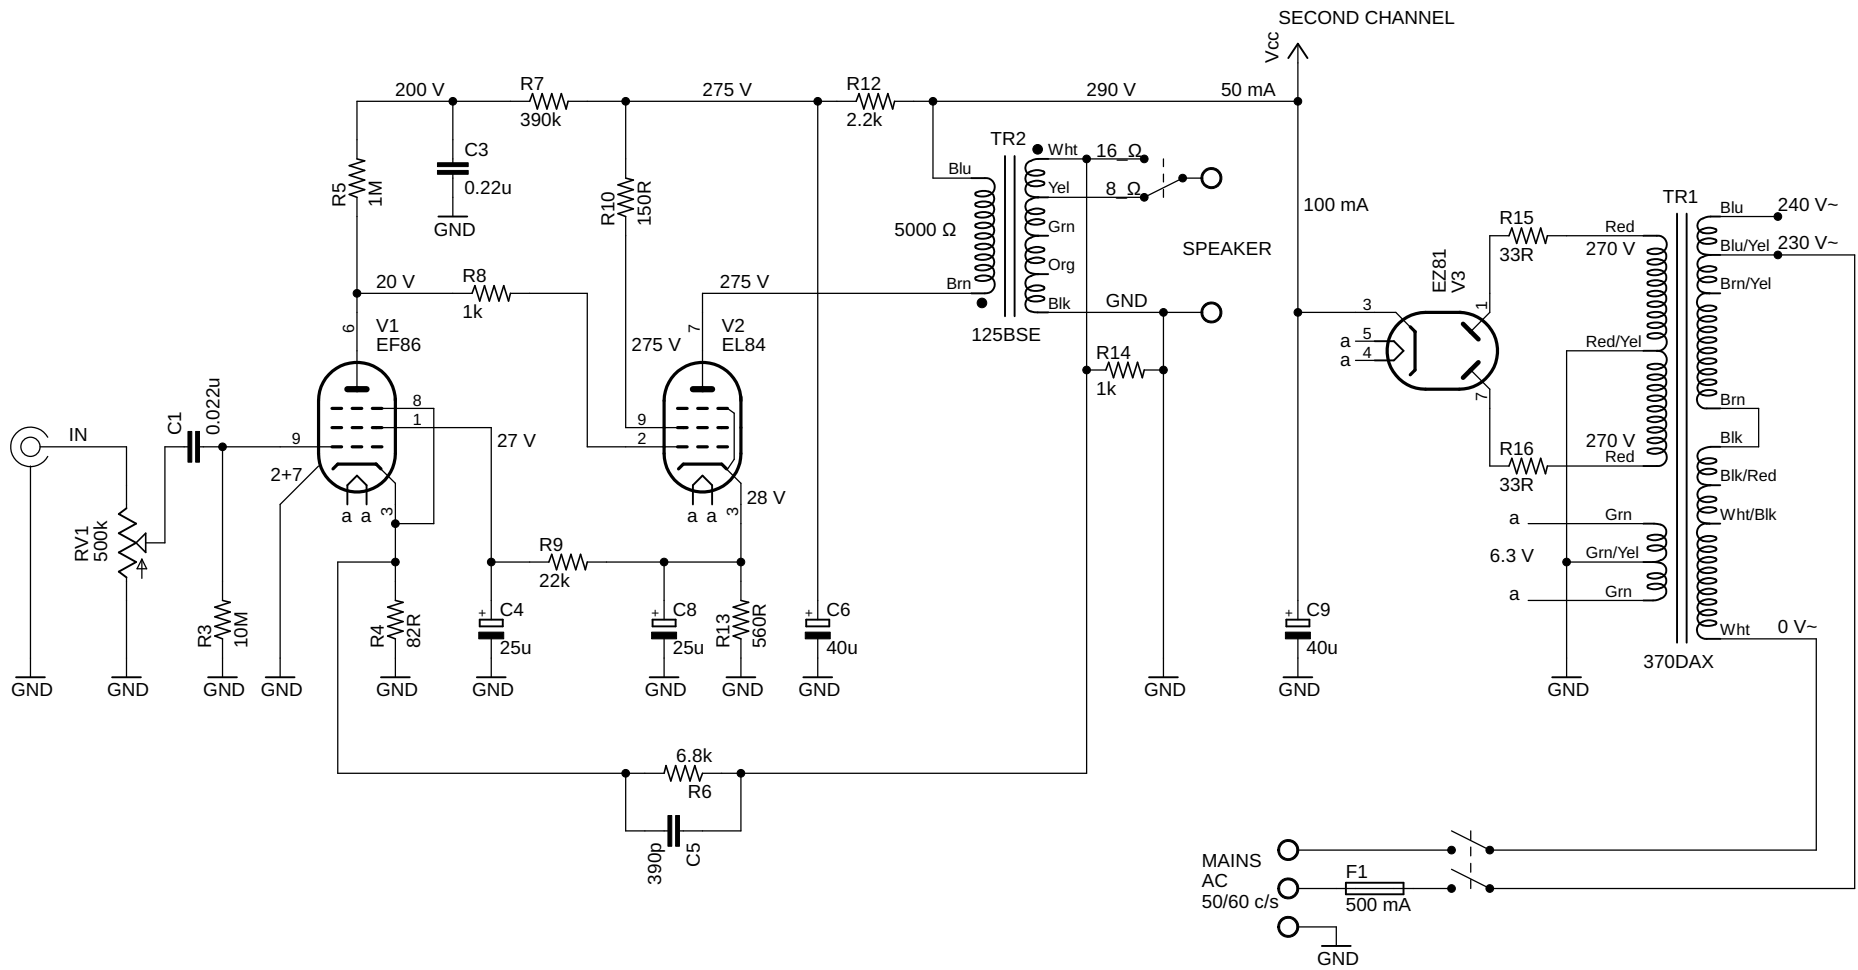 SECOND CHANNEL
Vcc
200 V
R7
390k
275 V
R12
2.2k
290 V
50 mA
R5
1M
C3
0.22u
GND
R10
150R
TR2
Blu
5000 Ω
Brn
125BSE
Wht
16_Ω
Yel
8_Ω
Grn
Org
Blk
GND
SPEAKER
100 mA
R14
1k
20 V
R8
1k
275 V
6
V1
EF86
7
V2
EL84
275 V
8
1
9
27 V
2+7
a a
3
9
2
28 V
a a
3
IN
C1
0.022u
RV1
500k
R3
10M
R4
82R
R9
22k
+
C4
25u
+
C8
25u
R13
560R
+
C6
40u
+
C9
40u
GND
GND
GND
GND
GND
GND
GND
GND
GND
GND
GND
GND
6.8k
R6
390p
C5
EZ81
V3
3
a 5
a 4
1
7
R15
33R
R16
33R
TR1
Red
270 V
Red/Yel
270 V
Red
a
Grn
6.3 V
Grn/Yel
a
Grn
Blu
240 V~
Blu/Yel
230 V~
Brn/Yel
Brn
Blk
Blk/Red
Wht/Blk
Wht
0 V~
370DAX
MAINS
AC
50/60 c/s
F1
500 mA
GND